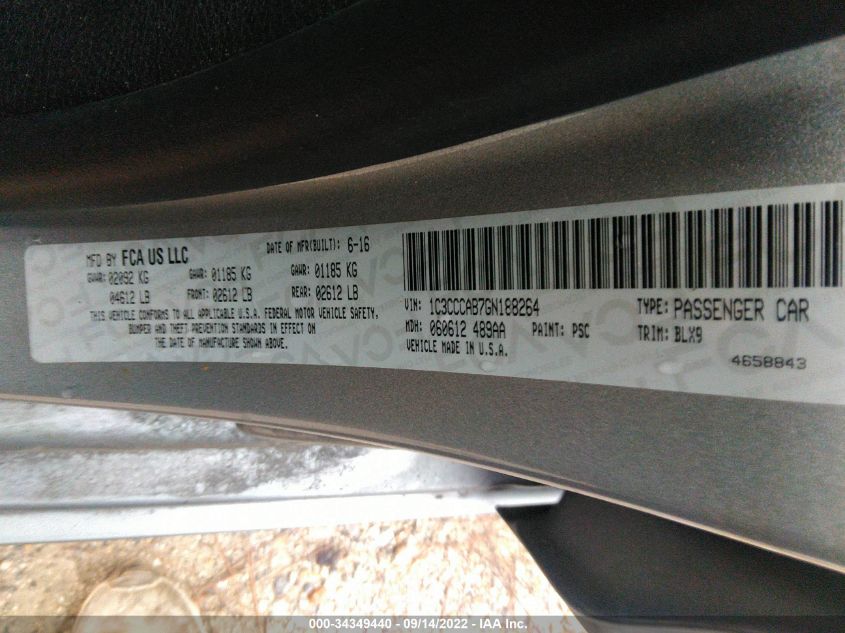 MFD BY FCA US LLC
DATE OF MFR(BUILT): 6-16
GVWR: 02092 KG GAWR: 01185 KG GAWR: 01185 KG
04612 LB FRONT: 02612 LB REAR: 02612 LB
THIS VEHICLE CONFORMS TO ALL APPLICABLE U.S.A. FEDERAL MOTOR VEHICLE SAFETY,
BUMPER AND THEFT PREVENTION STANDARDS IN EFFECT ON
THE DATE OF MANUFACTURE SHOWN ABOVE.
VIN: 1C3CCCAB7GN188264 TYPE: PASSENGER CAR
MDH: 060612 489AA PAINT: PSC TRIM: BLX9
VEHICLE MADE IN U.S.A.
4658843
000-34349440 - 09/14/2022 - IAA Inc.